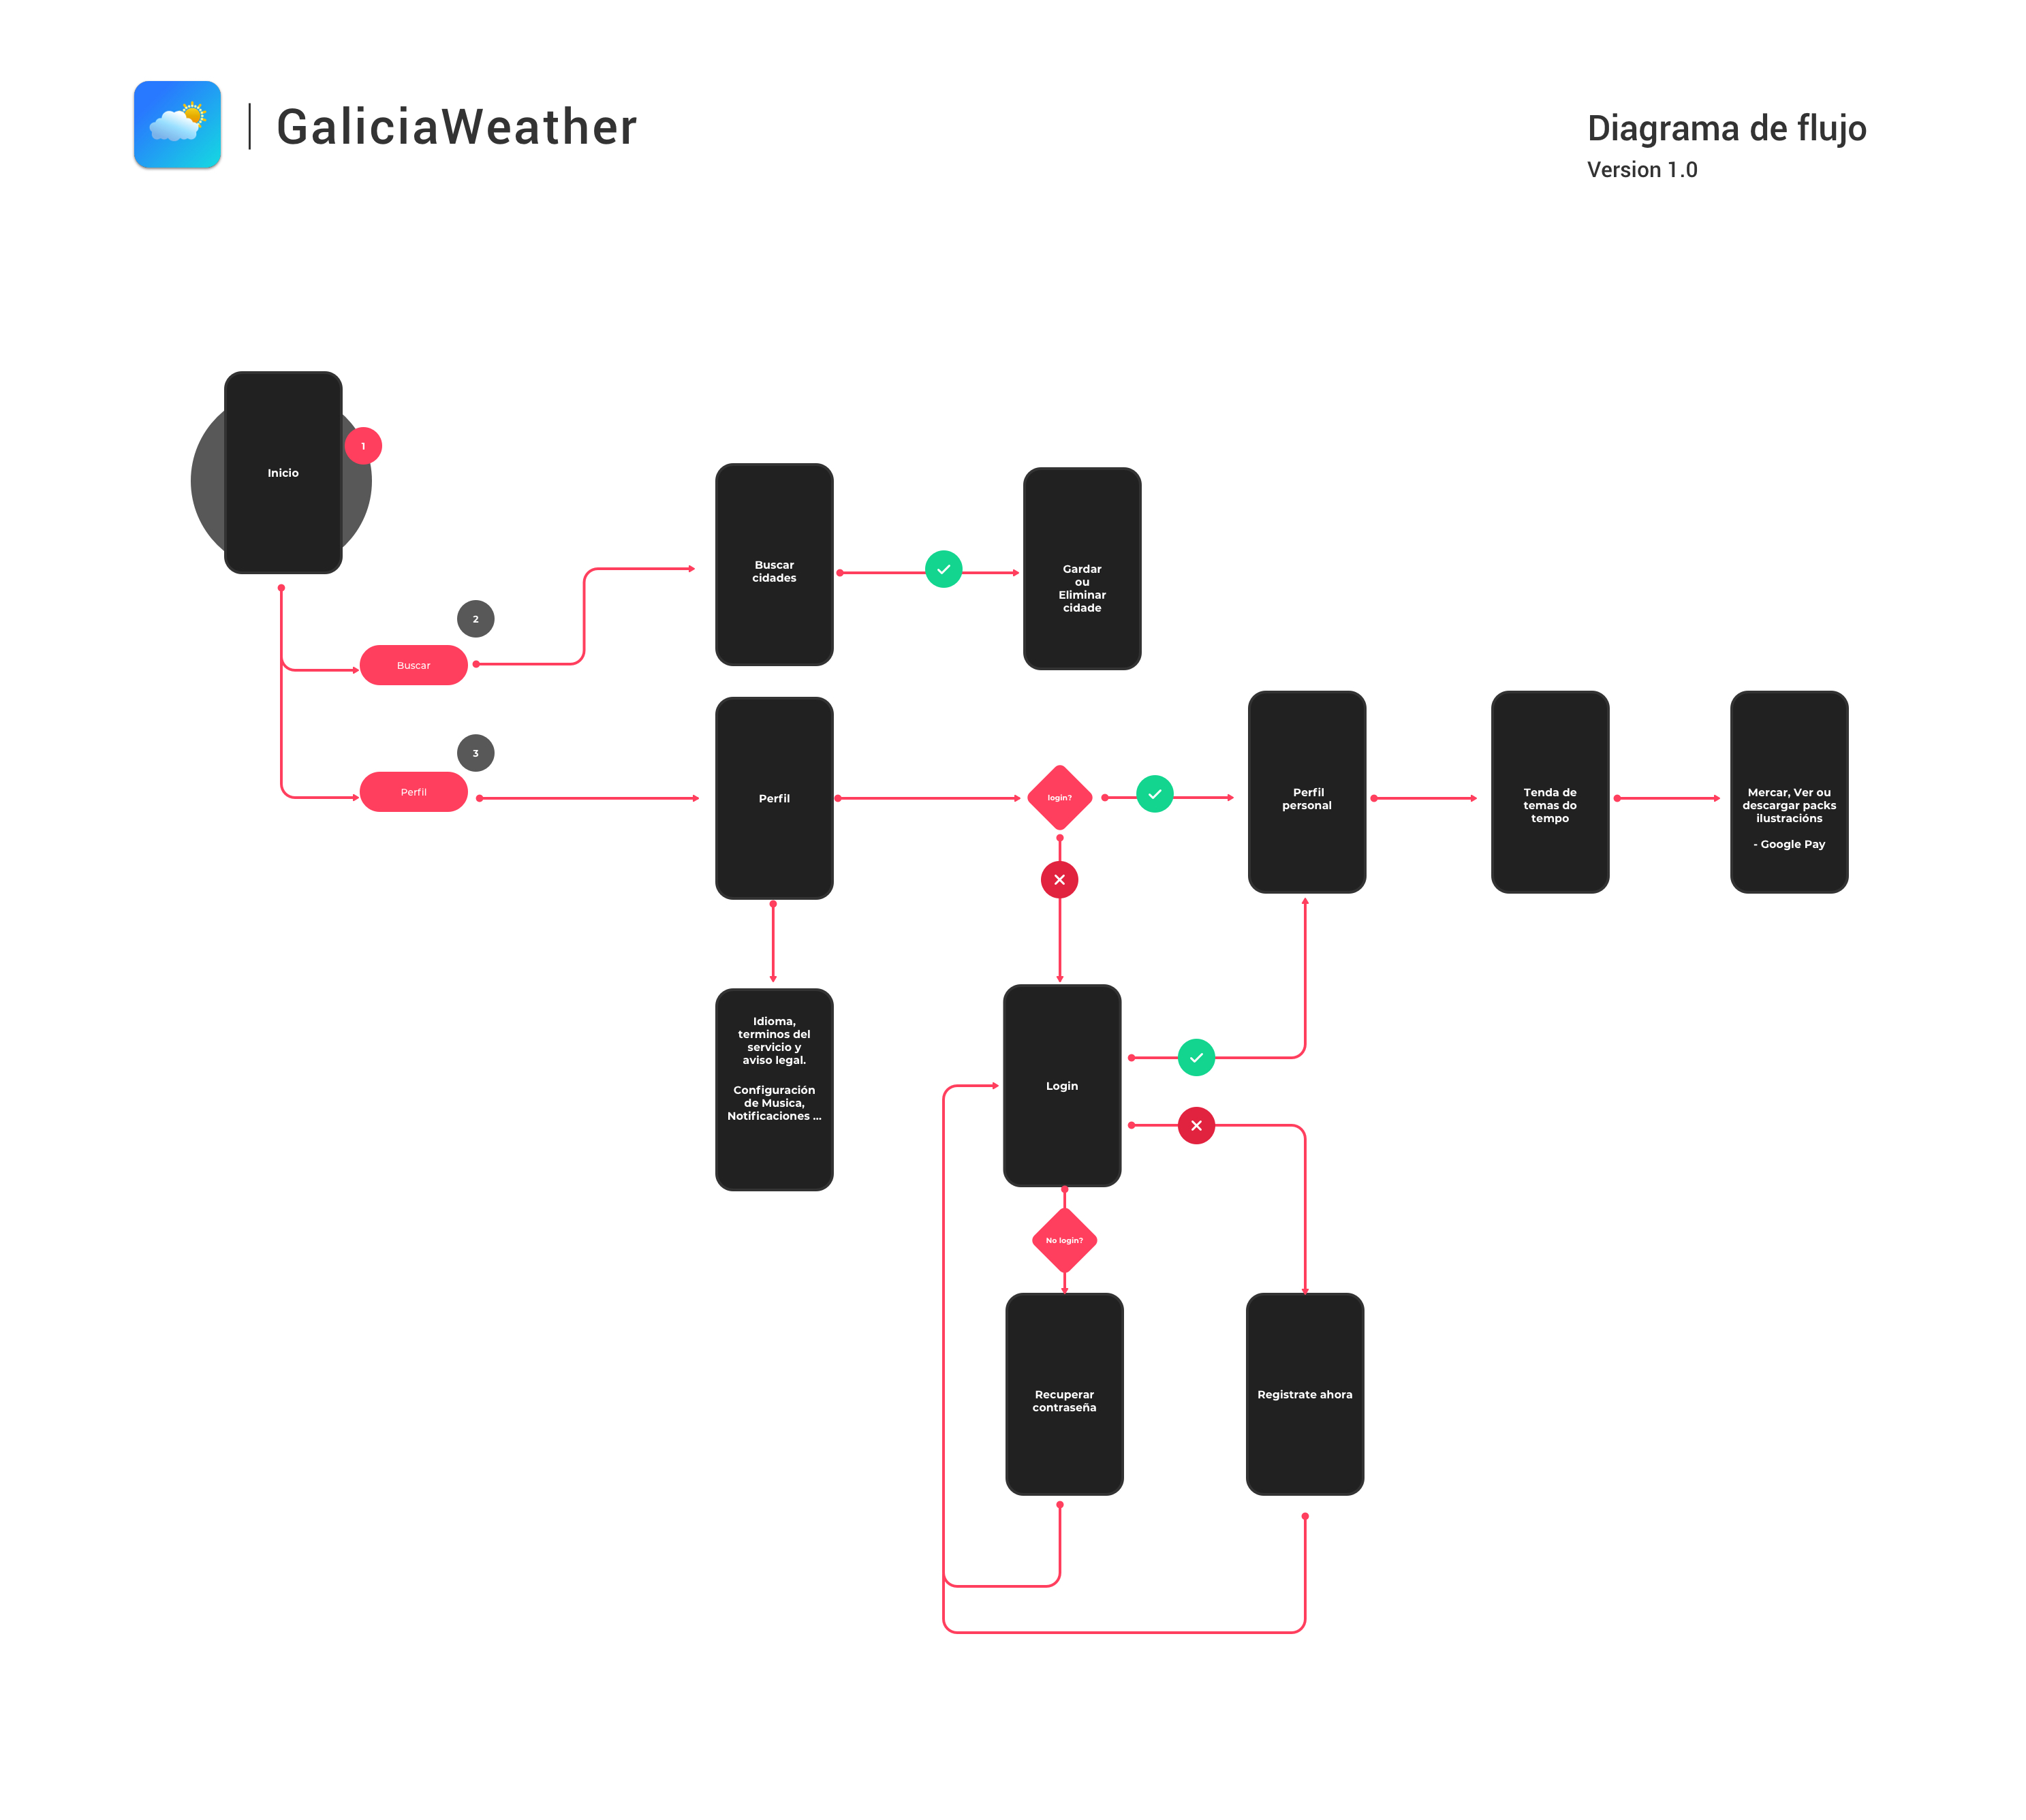 GaliciaWeather
Diagrama de flujo
Version 1.0
Inicio
1
2
Buscar
Buscar
cidades
Gardar
ou
Eliminar
cidade
3
Perfil
Perfil
login?
Perfil
personal
Tenda de
temas do
tempo
Mercar, Ver ou
descargar packs
ilustracións
- Google Pay
Idioma,
terminos del
servicio y
aviso legal.
Configuración
de Musica,
Notificaciones ...
Login
No login?
Recuperar
contraseña
Registrate ahora